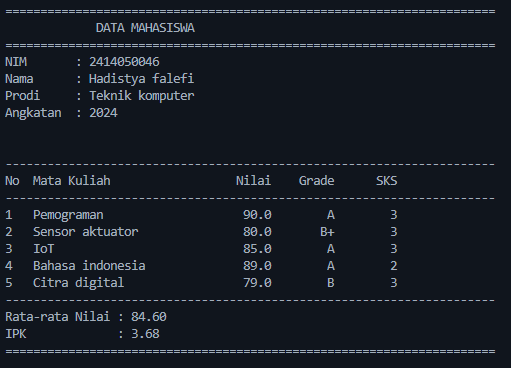 ======================================================================
DATA MAHASISWA
======================================================================
NIM : 2414050046
Nama : Hadistya falefi
Prodi : Teknik komputer
Angkatan : 2024
----------------------------------------------------------------------
No Mata Kuliah Nilai Grade SKS
----------------------------------------------------------------------
1 Pemograman 90.0 A 3
2 Sensor aktuator 80.0 B+ 3
3 IoT 85.0 A 3
4 Bahasa indonesia 89.0 A 2
5 Citra digital 79.0 B 3
----------------------------------------------------------------------
Rata-rata Nilai : 84.60
IPK : 3.68
======================================================================